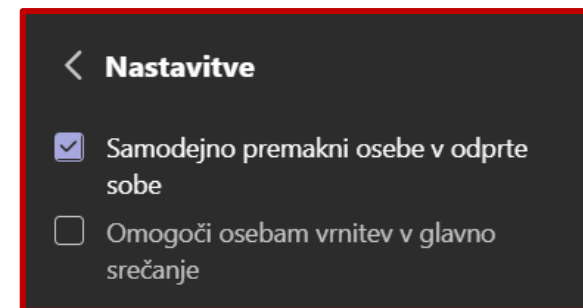 Nastavitve
Samodejno premakni osebe v odprte
sobe
Omogoči osebam vrnitev v glavno
srečanje